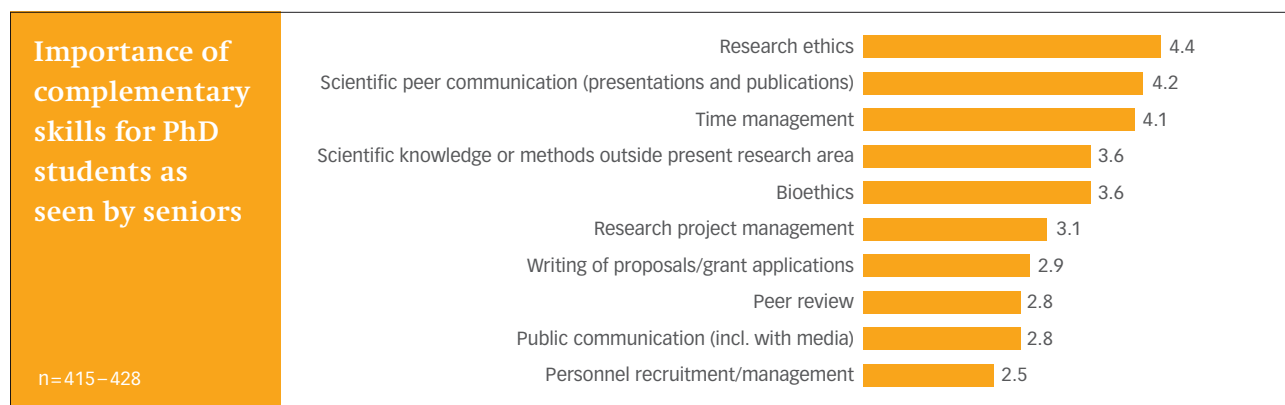 Importance of
complementary
skills for PhD
students as
seen by seniors
n=415–428
Research ethics 4.4
Scientific peer communication (presentations and publications) 4.2
Time management 4.1
Scientific knowledge or methods outside present research area 3.6
Bioethics 3.6
Research project management 3.1
Writing of proposals/grant applications 2.9
Peer review 2.8
Public communication (incl. with media) 2.8
Personnel recruitment/management 2.5